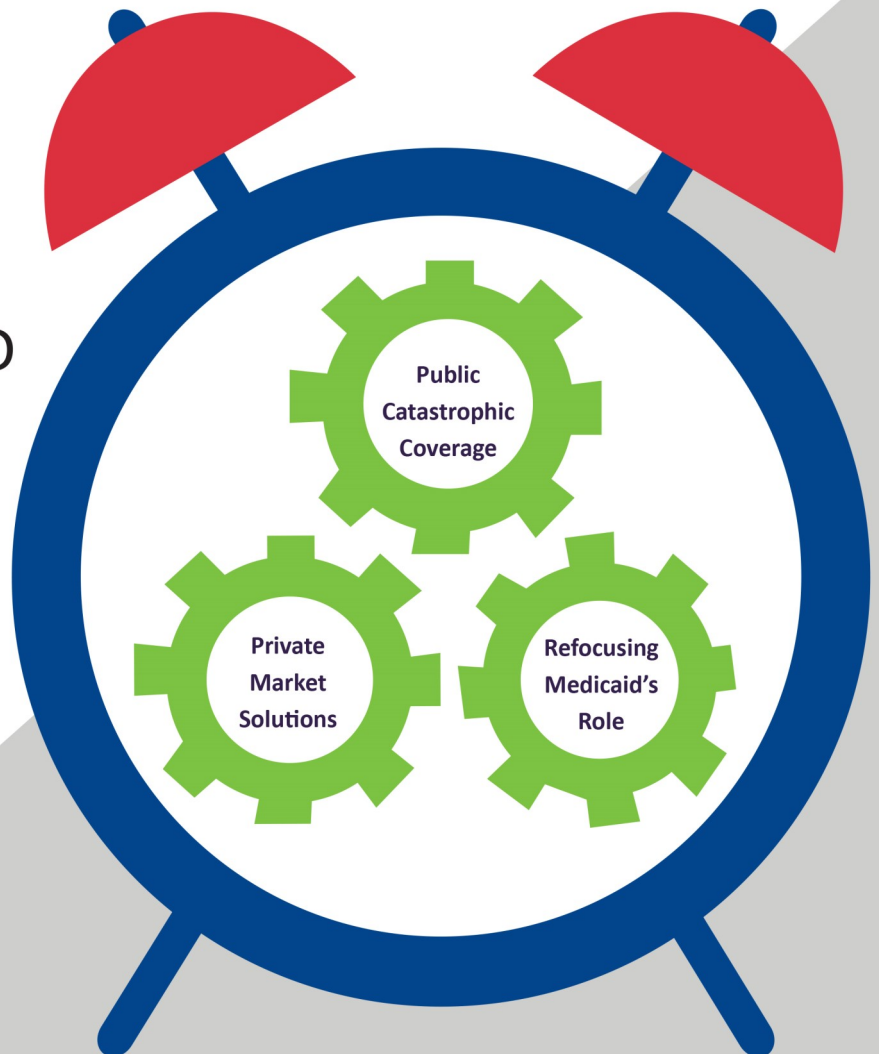 Public
Catastrophic
Coverage
Private
Market
Solutions
Refocusing
Medicaid's
Role